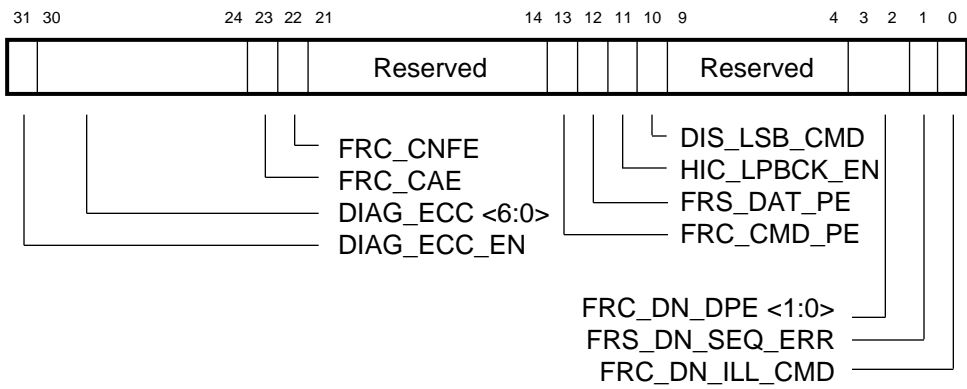 31 30 24 23 22 21 14 13 12 11 10 9 4 3 2 1 0
Reserved Reserved
FRC_CNFE
FRC_CAE
DIAG_ECC <6:0>
DIAG_ECC_EN
DIS_LSB_CMD
HIC_LPBCK_EN
FRS_DAT_PE
FRC_CMD_PE
FRC_DN_DPE <1:0>
FRS_DN_SEQ_ERR
FRC_DN_ILL_CMD